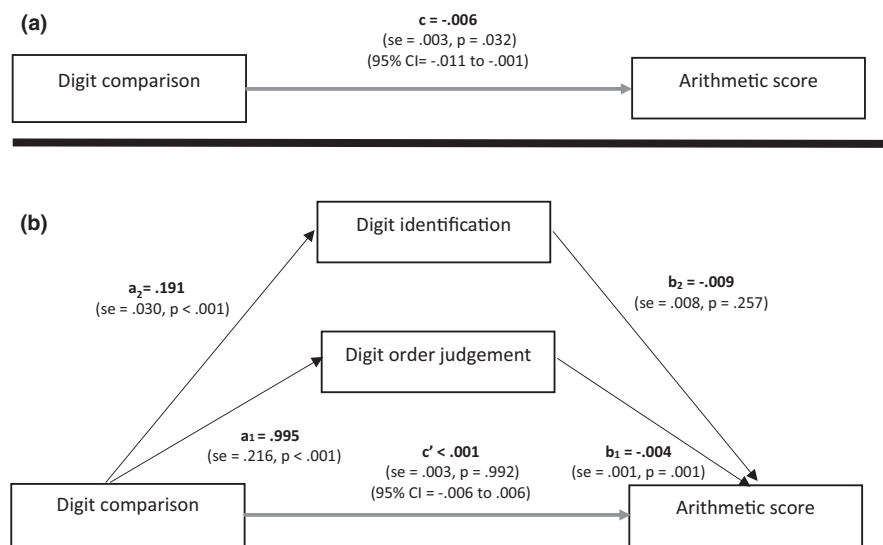 (a)
c = -.006
(se = .003, p = .032)
(95% CI= -.011 to -.001)
Digit comparison
Arithmetic score
(b)
Digit identification
a2= .191
(se = .030, p < .001)
b2 = -.009
(se = .008, p = .257)
Digit order judgement
a1 = .995
(se = .216, p < .001)
c' < .001
(se = .003, p = .992)
(95% CI = -.006 to .006)
b1 = -.004
(se = .001, p = .001)
Digit comparison
Arithmetic score